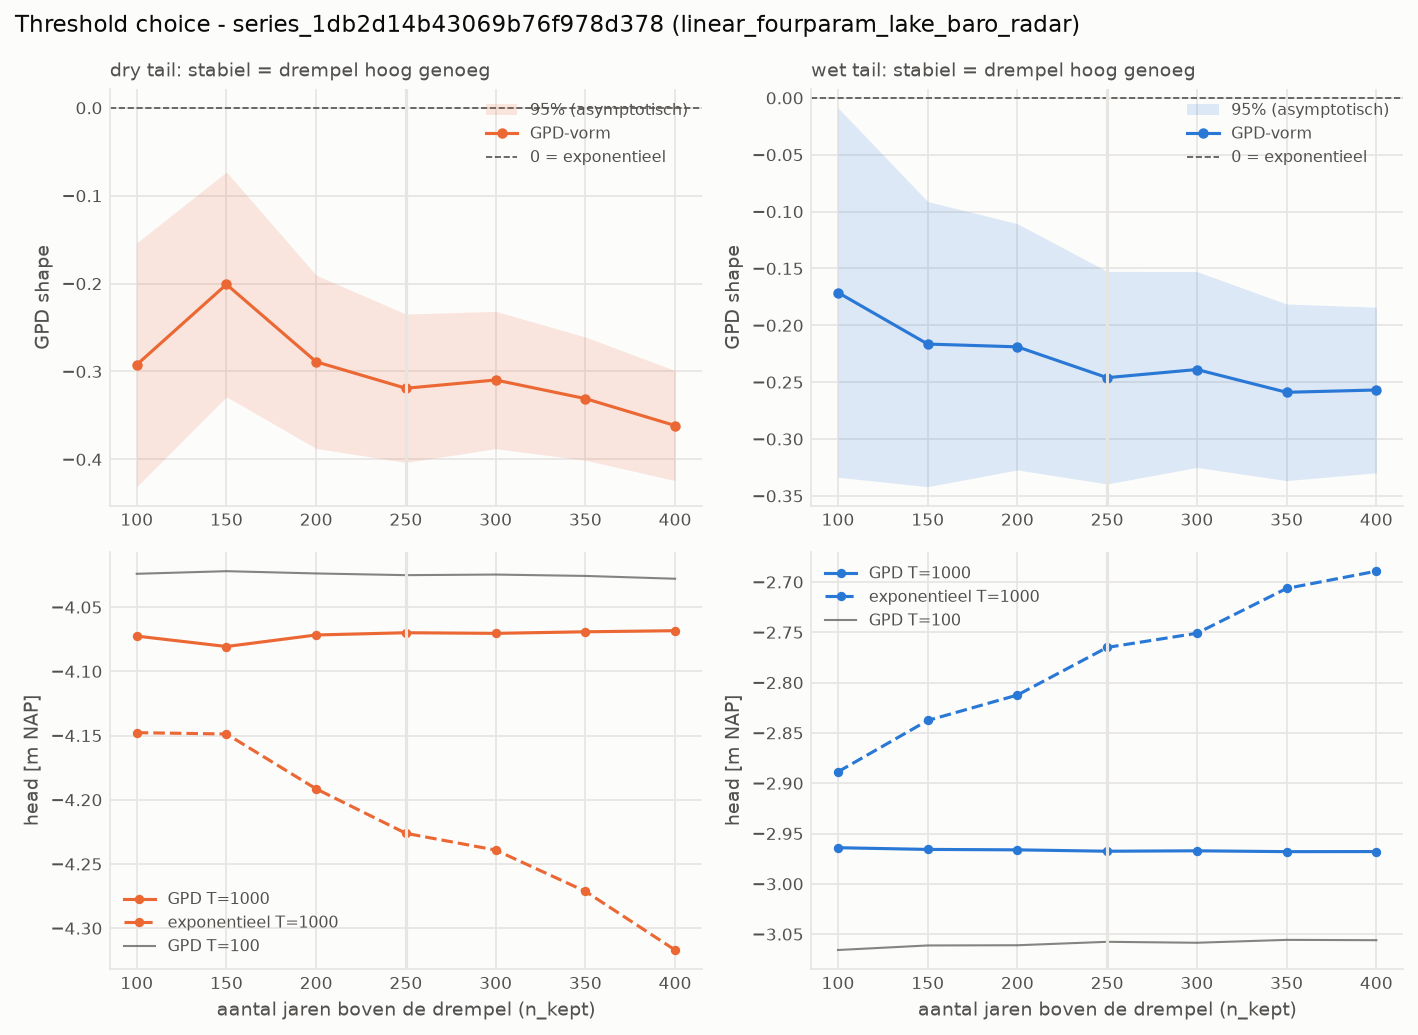 Threshold choice - series_1db2d14b43069b76f978d378 (linear_fourparam_lake_baro_radar)
dry tail: stabiel = drempel hoog genoeg
GPD shape
0.0
−0.1
−0.2
−0.3
−0.4
95% (asymptotisch)
GPD-vorm
0 = exponentieel
100 150 200 250 300 350 400
wet tail: stabiel = drempel hoog genoeg
GPD shape
0.00
−0.05
−0.10
−0.15
−0.20
−0.25
−0.30
−0.35
95% (asymptotisch)
GPD-vorm
0 = exponentieel
100 150 200 250 300 350 400
head [m NAP]
−4.05
−4.10
−4.15
−4.20
−4.25
−4.30
GPD T=1000
exponentieel T=1000
GPD T=100
100 150 200 250 300 350 400
aantal jaren boven de drempel (n_kept)
head [m NAP]
−2.70
−2.75
−2.80
−2.85
−2.90
−2.95
−3.00
−3.05
GPD T=1000
exponentieel T=1000
GPD T=100
100 150 200 250 300 350 400
aantal jaren boven de drempel (n_kept)